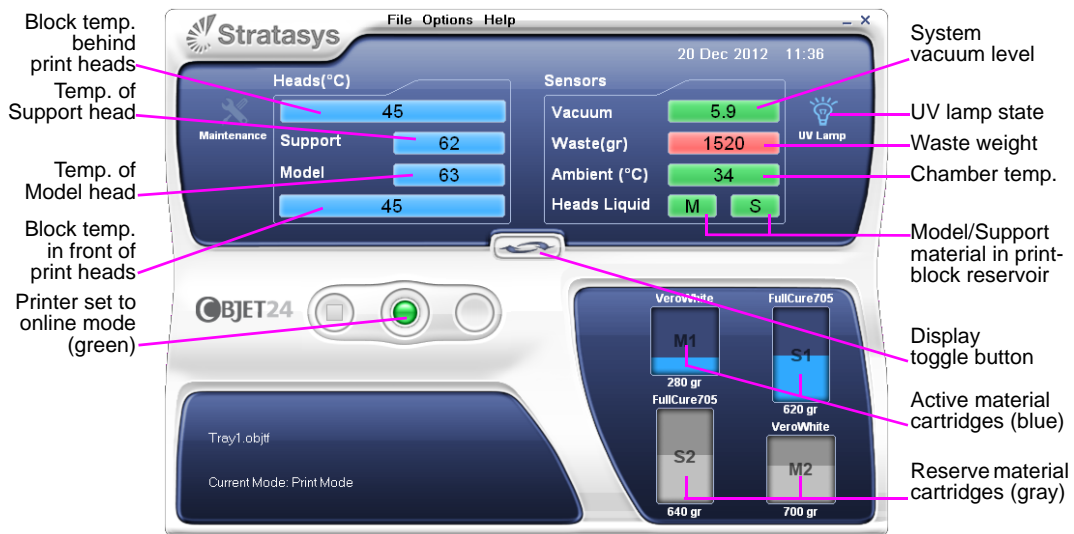 Block temp.
behind
print heads
Temp. of
Support head
Temp. of
Model head
Block temp.
in front of
print heads
Printer set to
online mode
(green)
Stratasys
File Options Help
20 Dec 2012 11:36
Maintenance
Heads(°C)
45
Support 62
Model 63
45
Sensors
Vacuum 5.9
Waste(gr) 1520
Ambient (°C) 34
Heads Liquid M S
UV Lamp
OBJET24
Tray1.objtf
Current Mode: Print Mode
VeroWhite FullCure705
M1 S1
280 gr
620 gr
FullCure705
VeroWhite
S2 M2
640 gr 700 gr
System
vacuum level
UV lamp state
Waste weight
Chamber temp.
Model/Support
material in print-
block reservoir
Display
toggle button
Active material
cartridges (blue)
Reserve material
cartridges (gray)